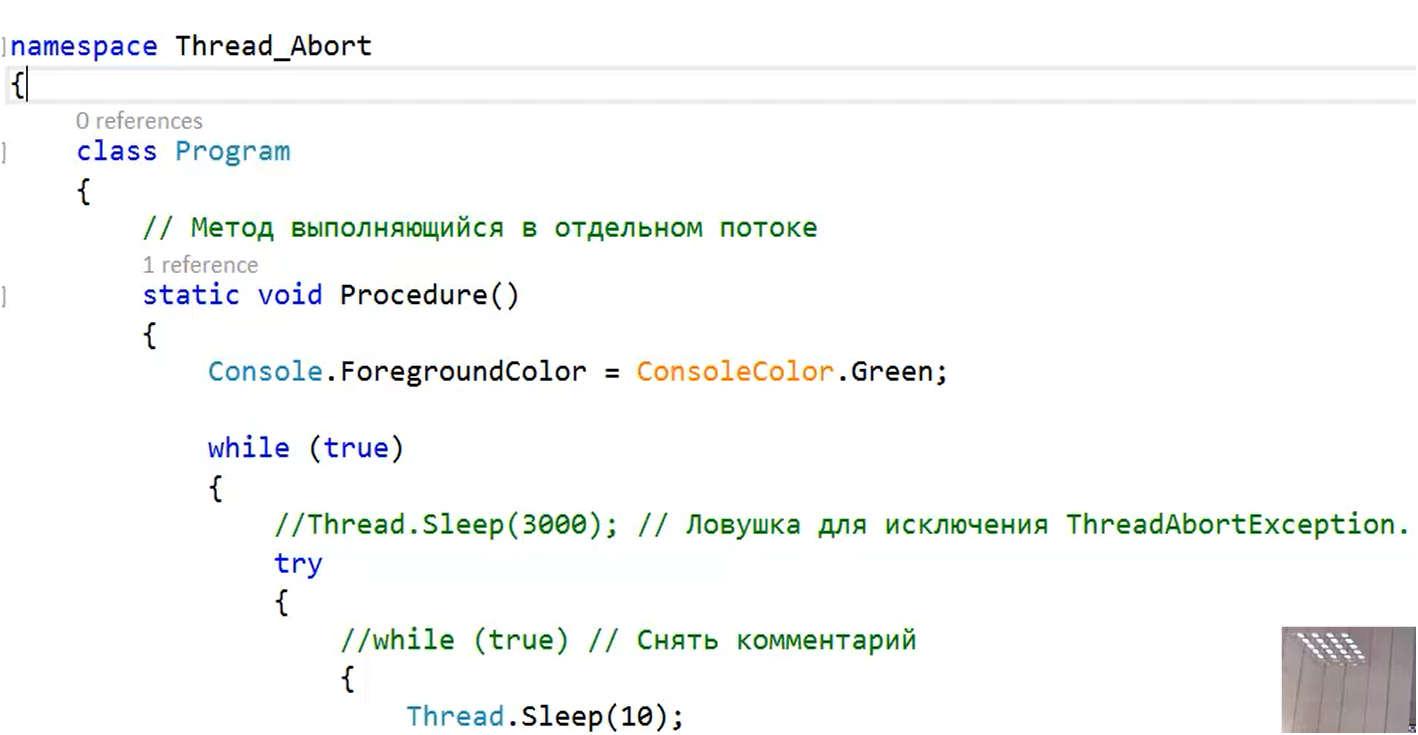 namespace Thread_Abort
{
0 references
class Program
{
// Метод выполняющийся в отдельном потоке
1 reference
static void Procedure()
{
Console.ForegroundColor = ConsoleColor.Green;
while (true)
{
//Thread.Sleep(3000); // Ловушка для исключения ThreadAbortException.
try
{
//while (true) // Снять комментарий
{
Thread.Sleep(10);